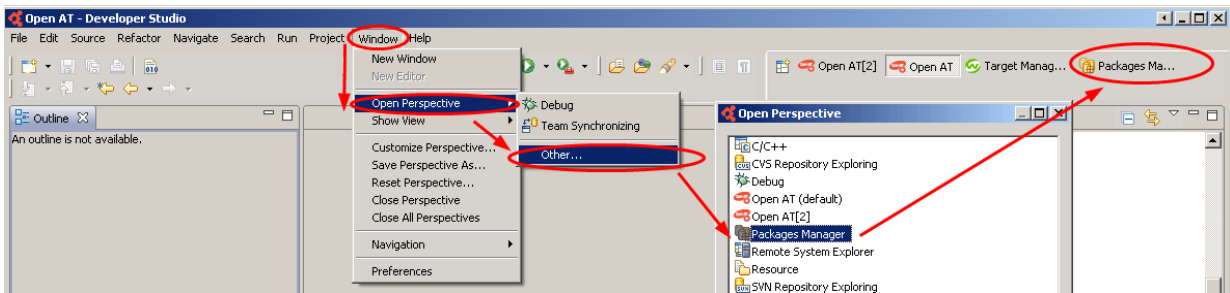 Open AT - Developer Studio
File Edit Source Refactor Navigate Search Run Project Window Help
Open AT[2] Open AT Target Manag... Packages Ma...
Outline
An outline is not available.
New Window
New Editor
Open Perspective
Show View
Customize Perspective...
Save Perspective As...
Reset Perspective...
Close Perspective
Close All Perspectives
Navigation
Preferences
Debug
Team Synchronizing
Other...
Open Perspective
C/C++
CVS Repository Exploring
Debug
Open AT (default)
Open AT[2]
Packages Manager
Remote System Explorer
Resource
SVN Repository Exploring